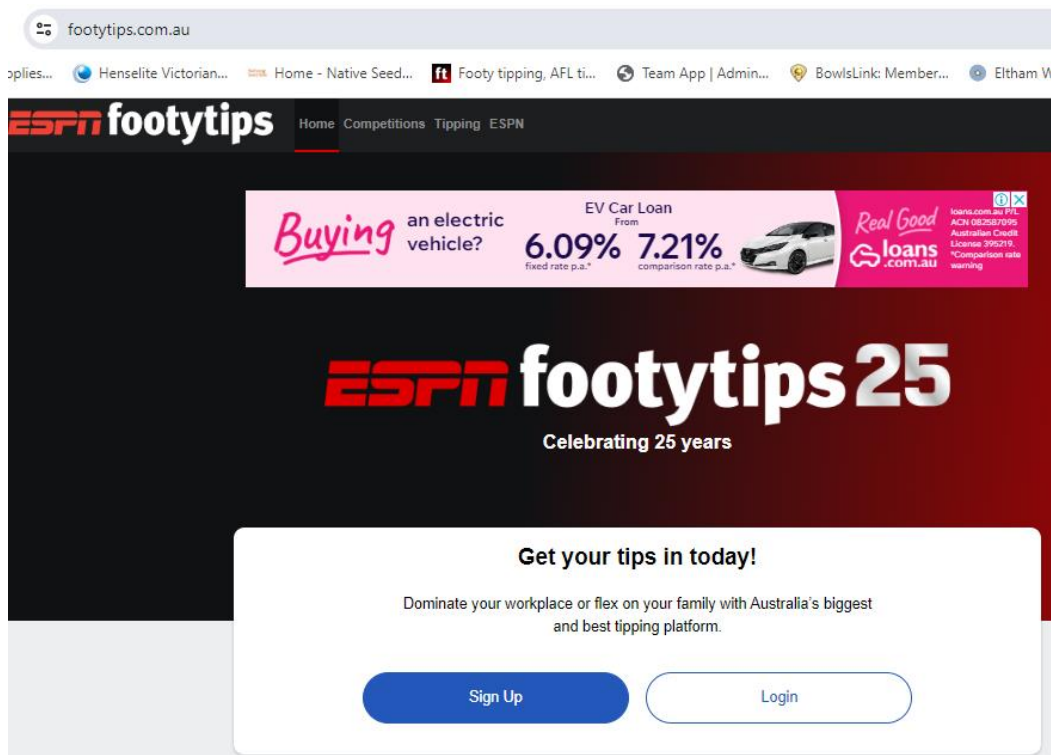 footytips.com.au
pplies... Henselite Victorian... Home - Native Seed... ft Footy tipping, AFL ti... Team App | Admin... BowlsLink: Member... Eltham W
ESPN footytips Home Competitions Tipping ESPN
Buying an electric vehicle?
EV Car Loan
From
6.09% 7.21%
fixed rate p.a.* comparison rate p.a.*
Real Good
loans
.com.au
loans.com.au P/L
ACN 082587095
Australian Credit
License 395219.
*Comparison rate
warning
ESPN footytips 25
Celebrating 25 years
Get your tips in today!
Dominate your workplace or flex on your family with Australia's biggest
and best tipping platform.
Sign Up Login